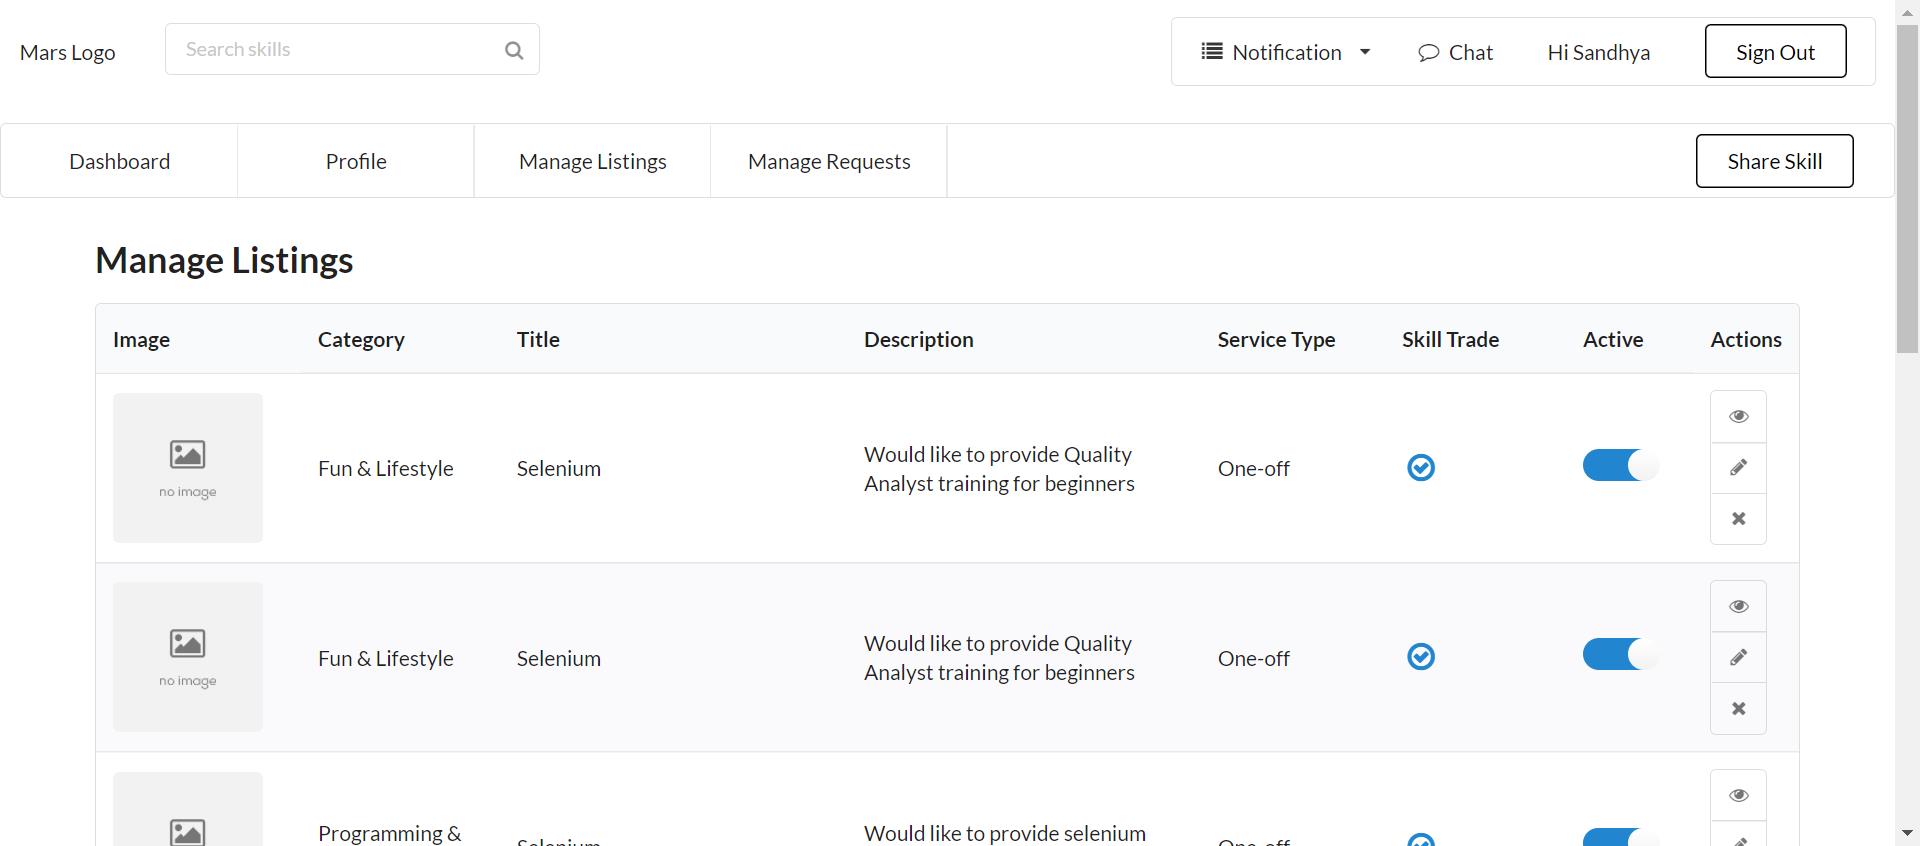 Mars Logo
Search skills
Notification
Chat
Hi Sandhya
Sign Out
Dashboard
Profile
Manage Listings
Manage Requests
Share Skill
Manage Listings
Image
Category
Title
Description
Service Type
Skill Trade
Active
Actions
no image
Fun & Lifestyle
Selenium
Would like to provide Quality
Analyst training for beginners
One-off
no image
Fun & Lifestyle
Selenium
Would like to provide Quality
Analyst training for beginners
One-off
Programming &
Selenium
Would like to provide selenium
One-off